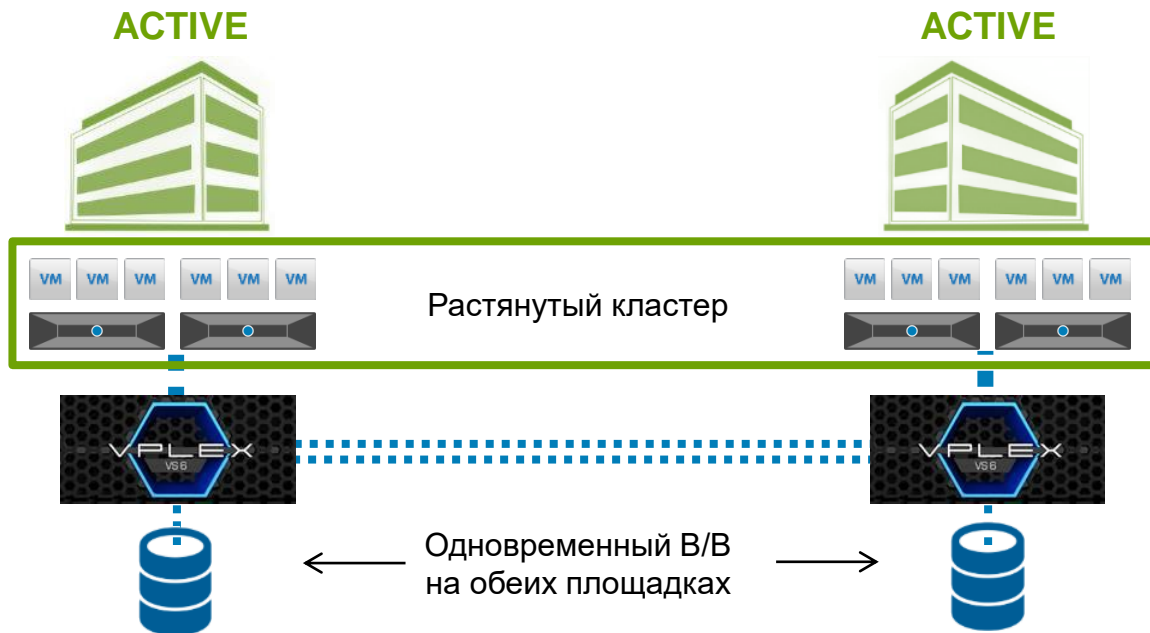 ACTIVE
ACTIVE
VM VM VM VM VM VM
VM VM VM VM VM VM
Растянутый кластер
VPLEX
VS6
VPLEX
VS6
Одновременный В/В
на обеих площадках